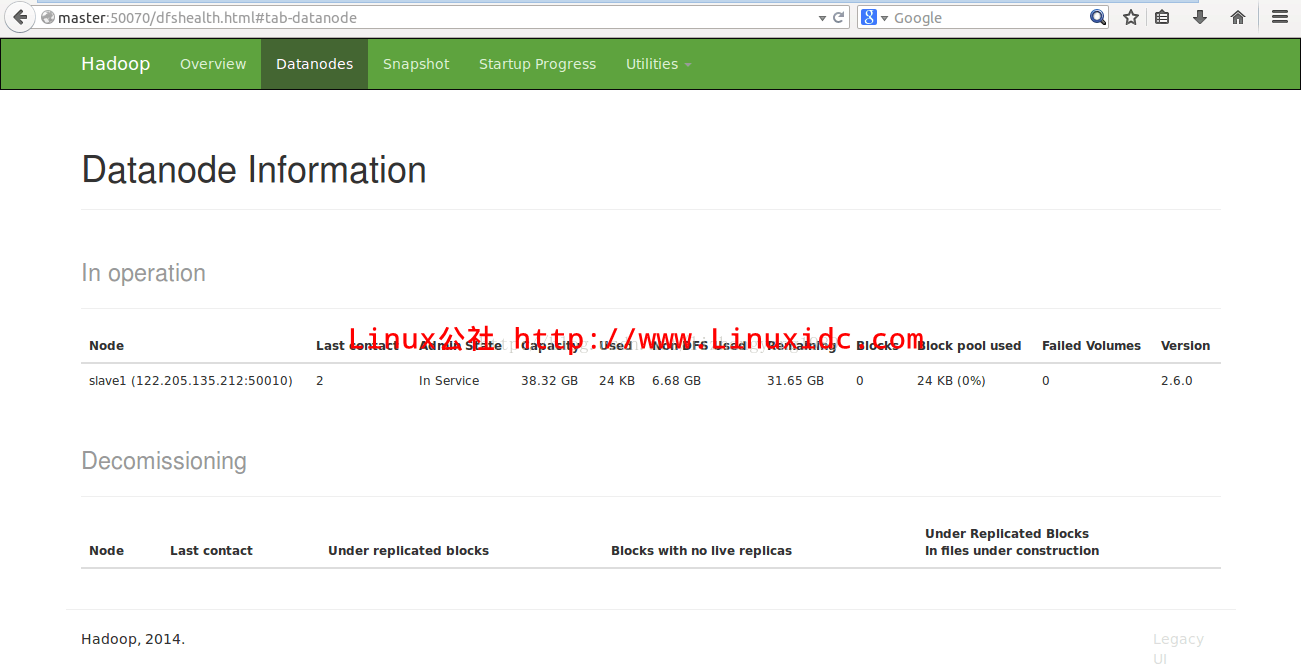 master:50070/dfshealth.html#tab-datanode
Google
Hadoop Overview Datanodes Snapshot Startup Progress Utilities
Datanode Information
In operation
Linux公社 http://www.Linuxidc.com
Node Last contact Admin State Capacity Used Non DFS Used Remaining Blocks Block pool used Failed Volumes Version
slave1 (122.205.135.212:50010) 2 In Service 38.32 GB 24 KB 6.68 GB 31.65 GB 0 24 KB (0%) 0 2.6.0
Decomissioning
Node Last contact Under replicated blocks Blocks with no live replicas Under Replicated Blocks
In files under construction
Hadoop, 2014.
Legacy
UI